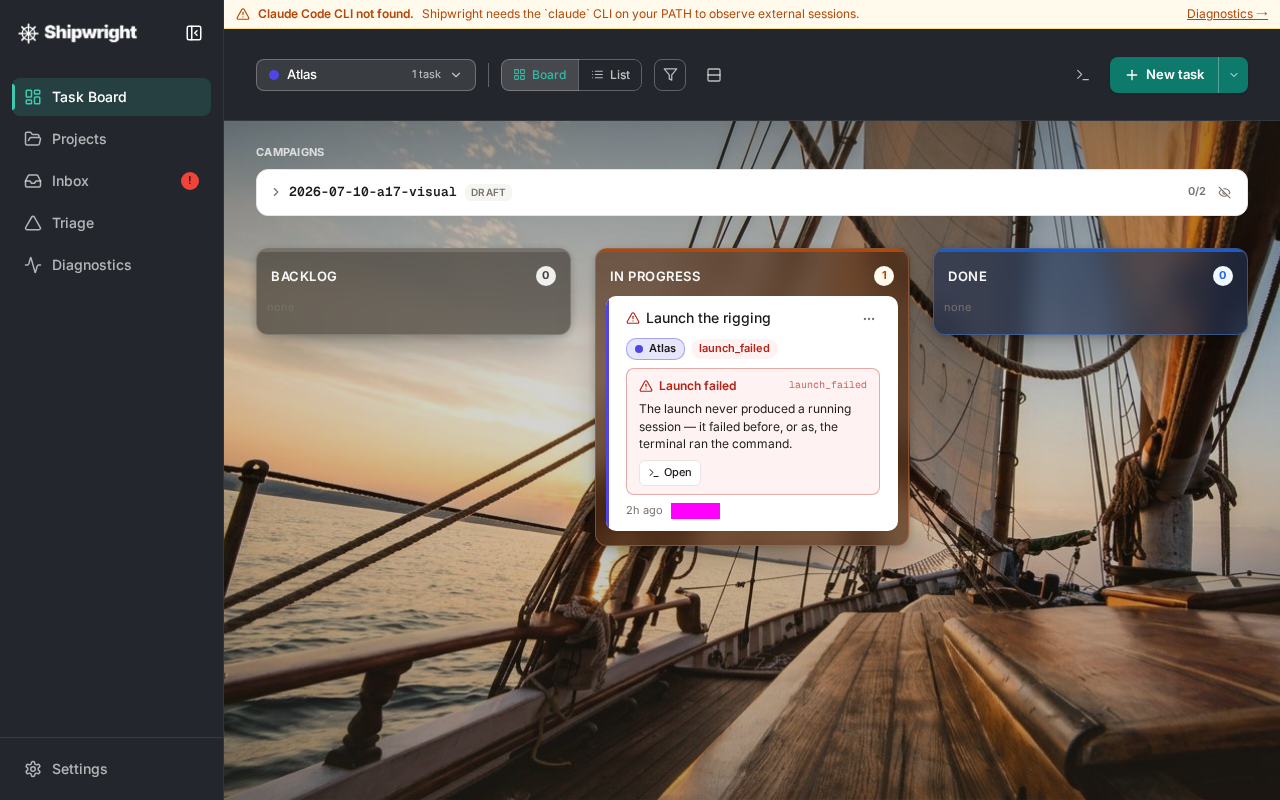 Claude Code CLI not found. Shipwright needs the `claude` CLI on your PATH to observe external sessions. Diagnostics →
Shipwright
Task Board
Projects
Inbox !
Triage
Diagnostics
Settings
Atlas 1 task
Board List
New task
CAMPAIGNS
2026-07-10-a17-visual DRAFT 0/2
BACKLOG 0
none
IN PROGRESS 1
Launch the rigging
Atlas launch_failed
Launch failed launch_failed
The launch never produced a running
session — it failed before, or as, the
terminal ran the command.
Open
2h ago
DONE 0
none